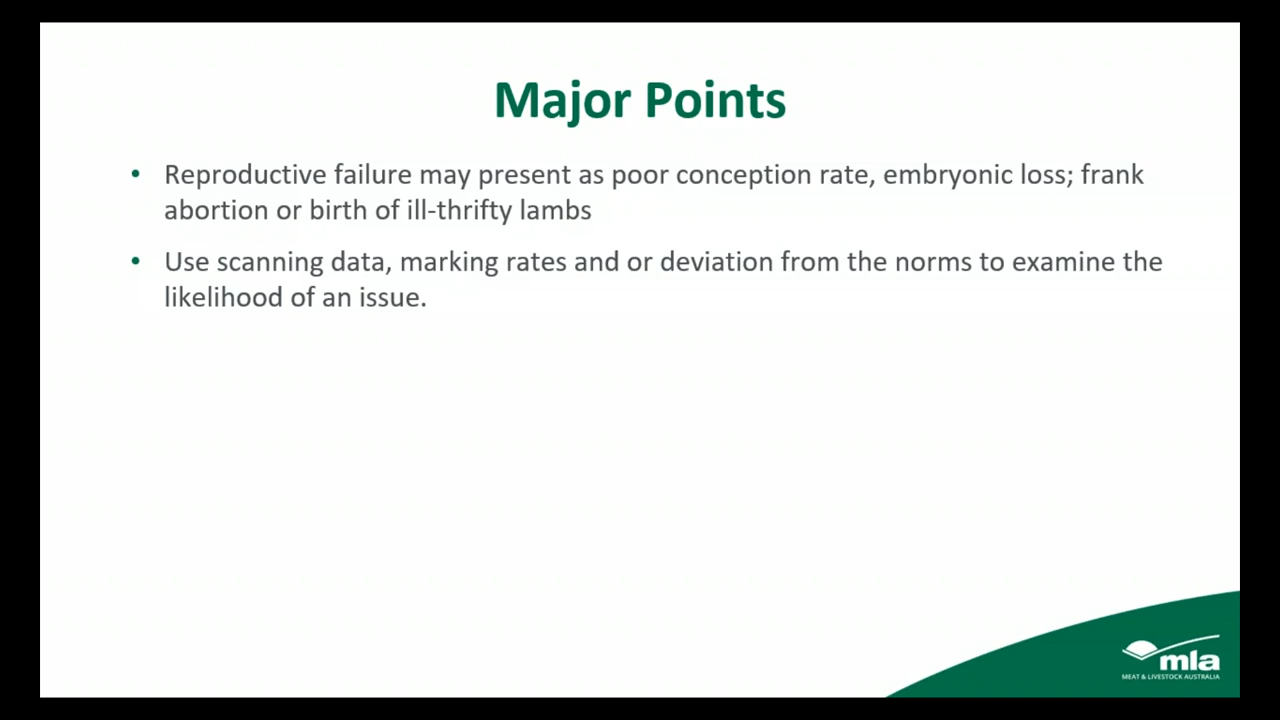 Major Points
• Reproductive failure may present as poor conception rate, embryonic loss; frank
abortion or birth of ill-thrifty lambs
• Use scanning data, marking rates and or deviation from the norms to examine the
likelihood of an issue.
mla
MEAT & LIVESTOCK AUSTRALIA